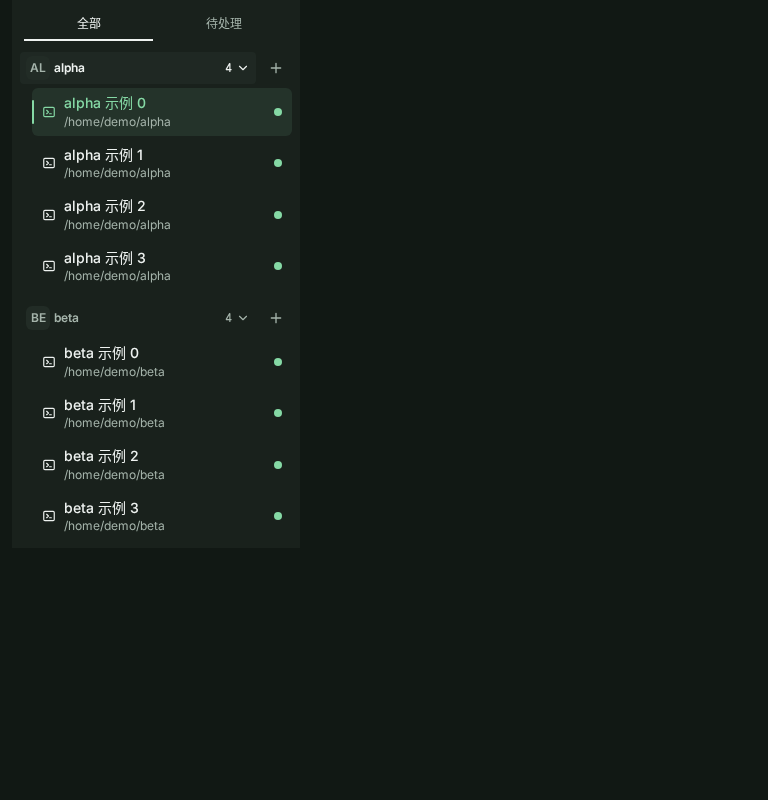 全部
待处理
AL alpha 4
alpha 示例 0
/home/demo/alpha
alpha 示例 1
/home/demo/alpha
alpha 示例 2
/home/demo/alpha
alpha 示例 3
/home/demo/alpha
BE beta 4
beta 示例 0
/home/demo/beta
beta 示例 1
/home/demo/beta
beta 示例 2
/home/demo/beta
beta 示例 3
/home/demo/beta